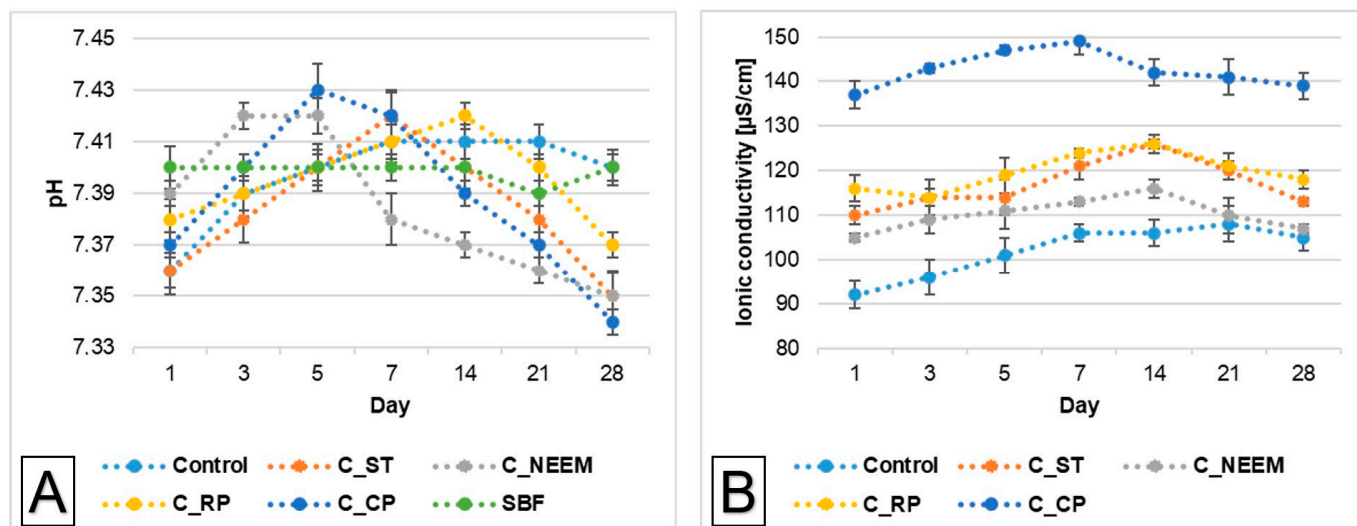 7.45
7.43
7.41
7.39
7.37
7.35
7.33
pH
1 3 5 7 14 21 28
Day
Control C_ST C_NEEM
C_RP C_CP SBF
A
150
140
130
120
110
100
90
80
Ionic conductivity [µS/cm]
1 3 5 7 14 21 28
Day
Control C_ST C_NEEM
C_RP C_CP
B